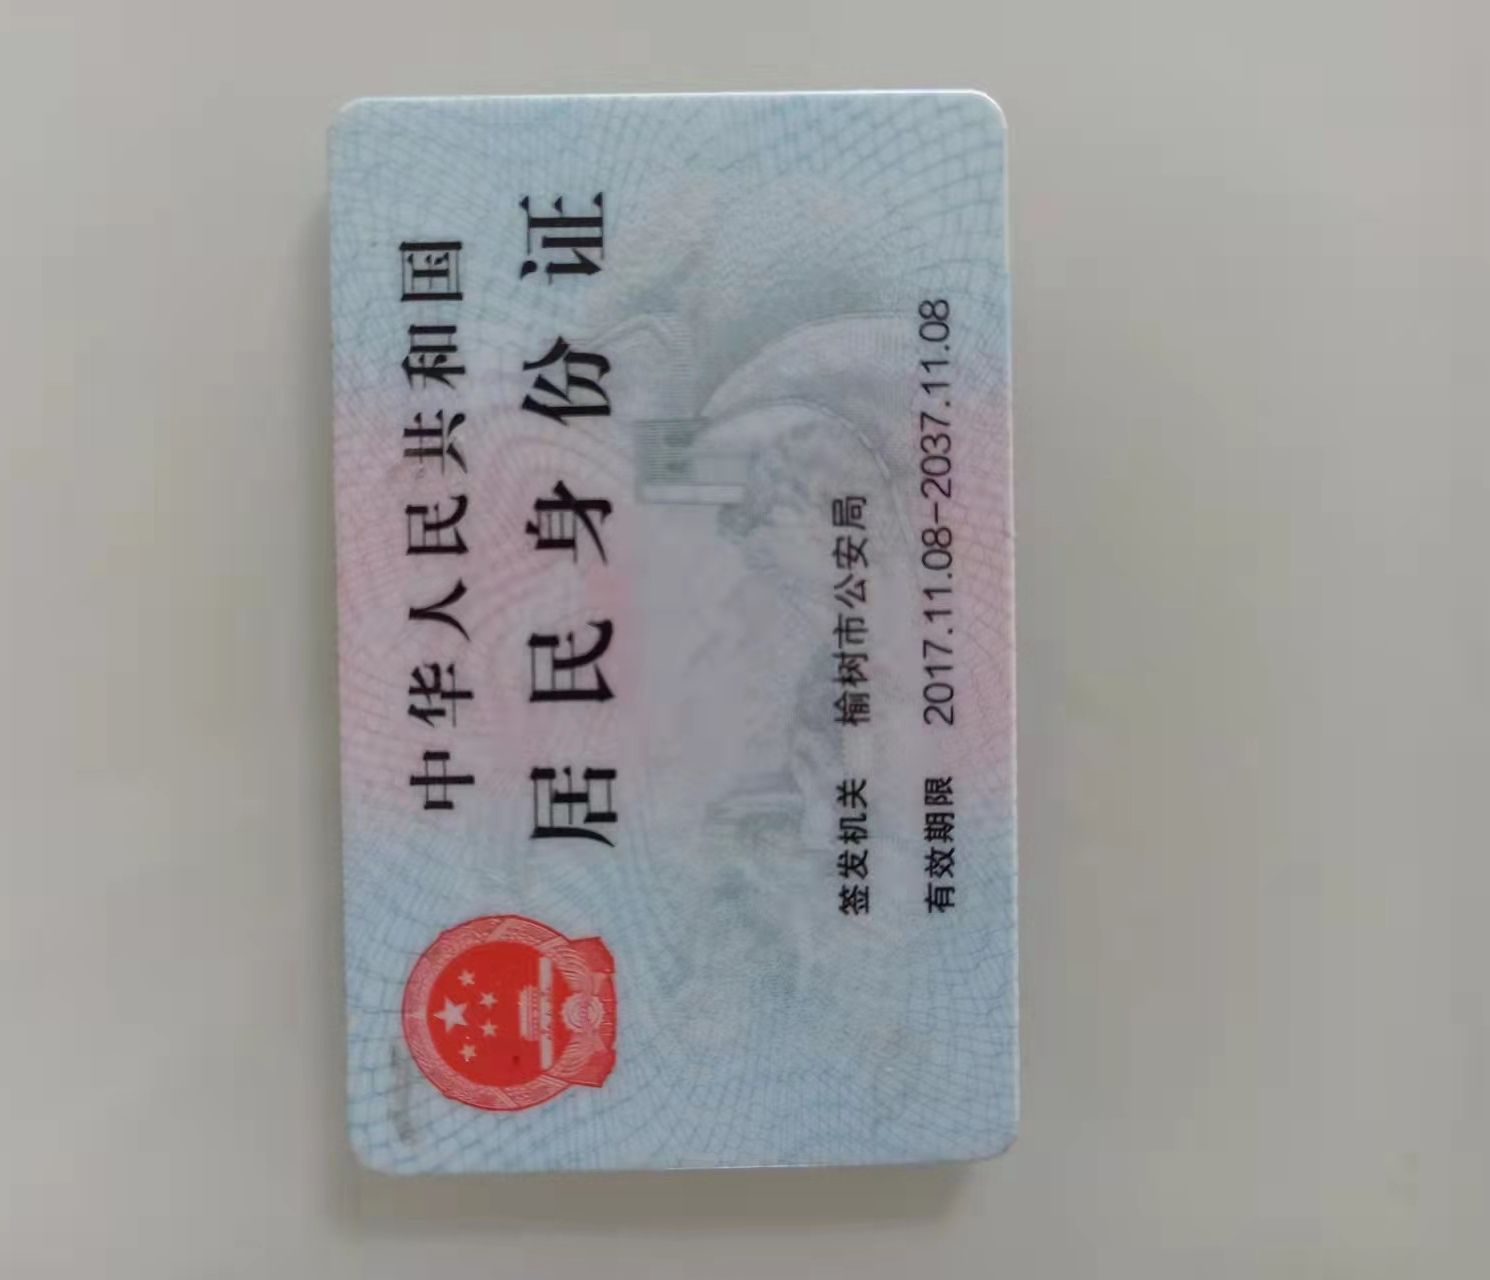 中华人民共和国
居民身份证
签发机关 榆树市公安局
有效期限 2017.11.08-2037.11.08